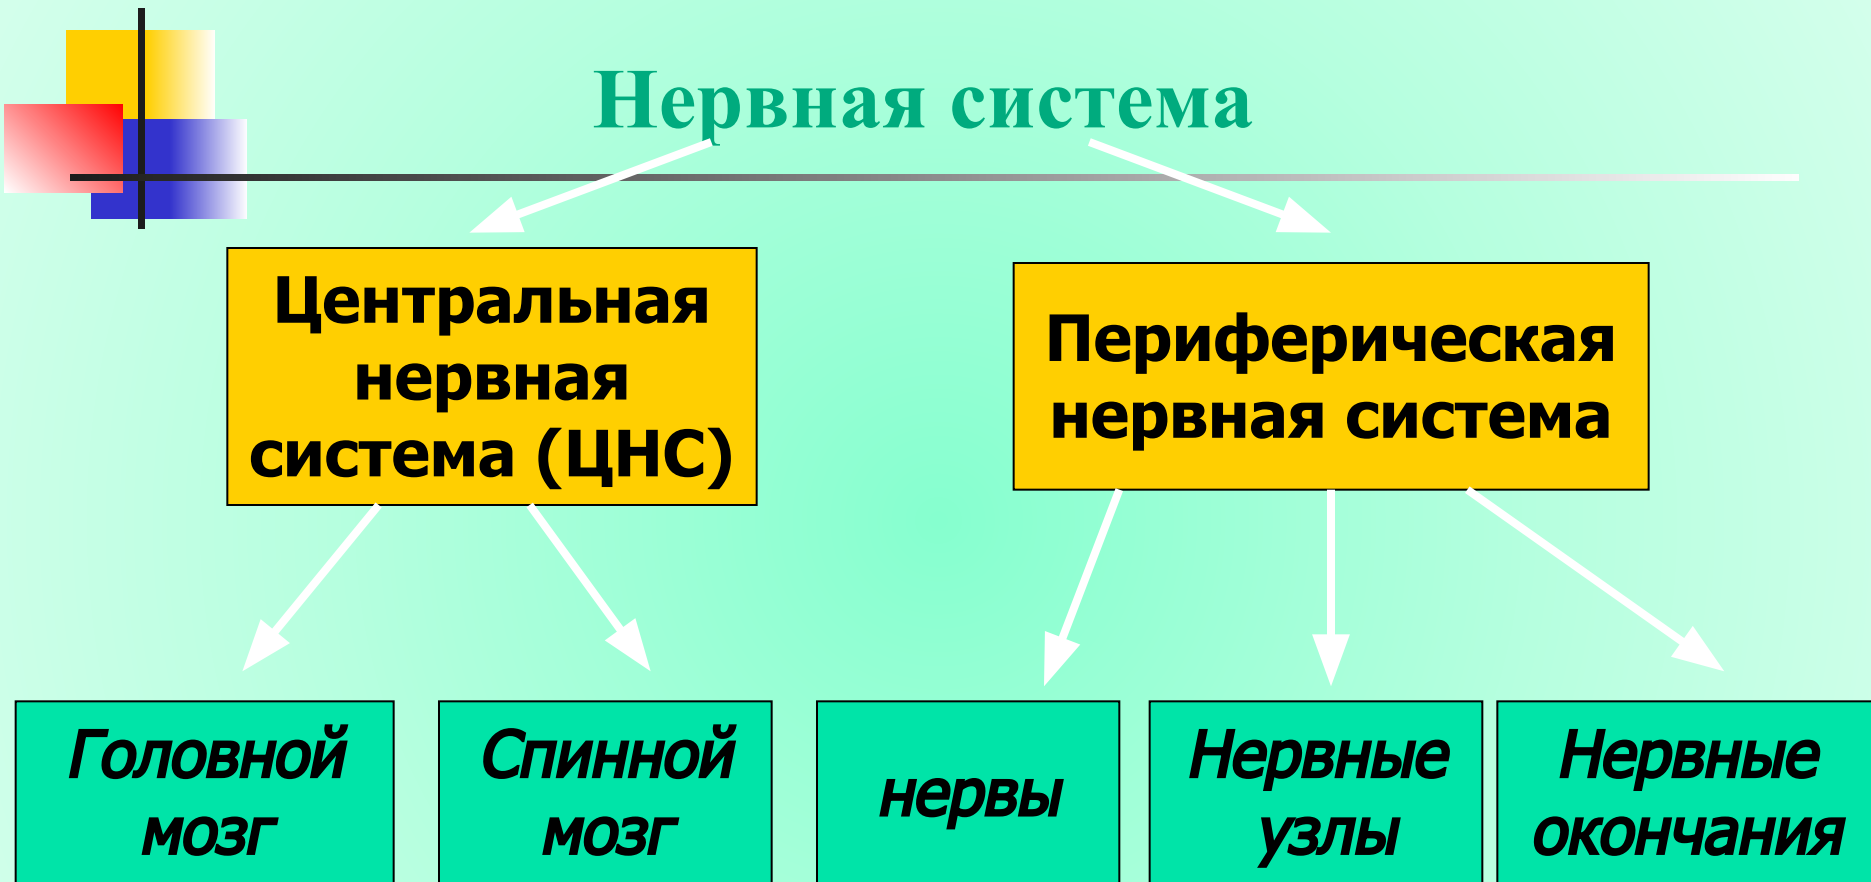 Нервная система
Центральная
нервная
система (ЦНС)
Периферическая
нервная система
Головной
мозг
Спинной
мозг
нервы
Нервные
узлы
Нервные
окончания